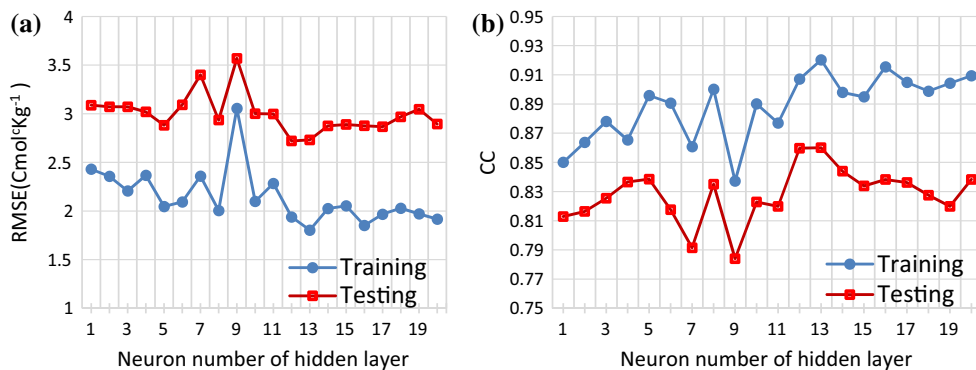 (a)
4
3.5
3
2.5
2
1.5
1
RMSE(CmolᶜKg⁻¹ )
Training
Testing
1 3 5 7 9 11 13 15 17 19
Neuron number of hidden layer
(b)
0.95
0.93
0.91
0.89
0.87
0.85
0.83
0.81
0.79
0.77
0.75
CC
Training
Testing
1 3 5 7 9 11 13 15 17 19
Neuron number of hidden layer